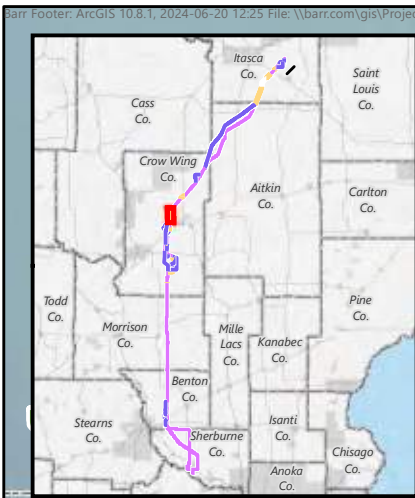 Barr Footer: ArcGIS 10.8.1, 2024-06-20 12:25 File: \\barr.com\gis\Projec
Itasca
Co.
Saint
Louis
Co.
Cass
Co.
Crow Wing
Co.
Aitkin
Co.
Carlton
Co.
Todd
Co.
Morrison
Co.
Mille
Lacs
Co.
Kanabec
Co.
Pine
Co.
Benton
Co.
Stearns
Co.
Sherburne
Co.
Isanti
Co.
Chisago
Co.
Anoka
Co.